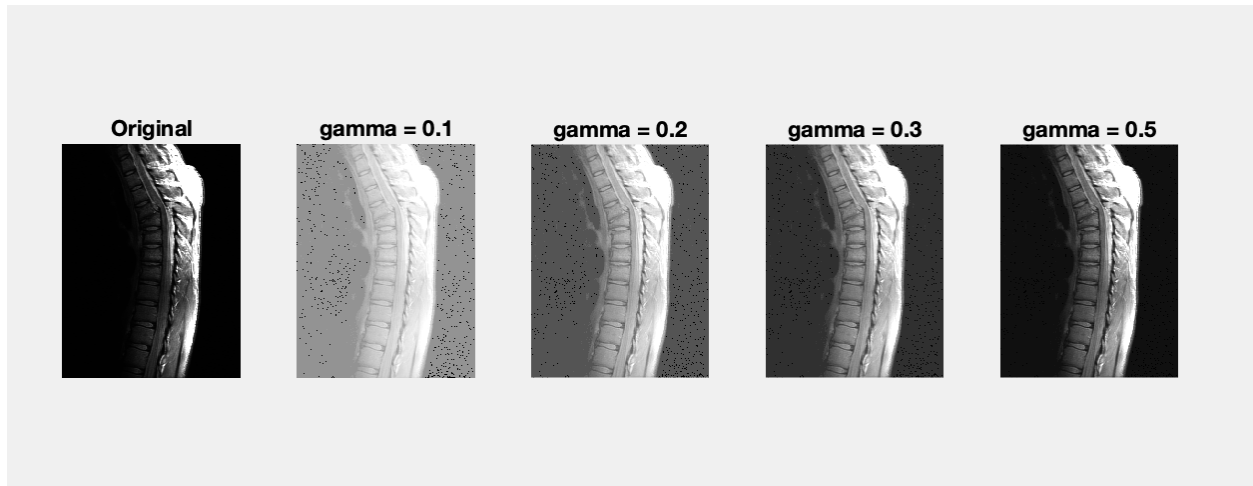 Original
gamma = 0.1
gamma = 0.2
gamma = 0.3
gamma = 0.5